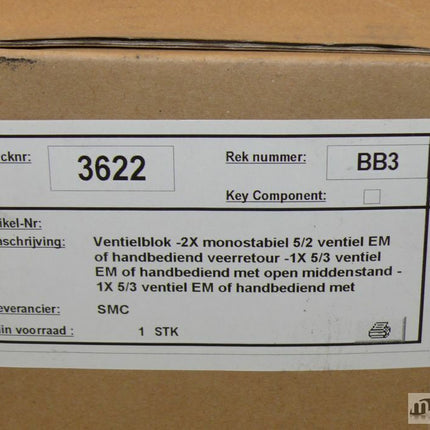 cknr: 3622 Rek nummer: BB3
Key Component:
ikel-Nr:
nschrijving: Ventielblok -2X monostabiel 5/2 ventiel EM
of handbediend veerretour -1X 5/3 ventiel
EM of handbediend met open middenstand -
1X 5/3 ventiel EM of handbediend met
everancier: SMC
in voorraad : 1 STK